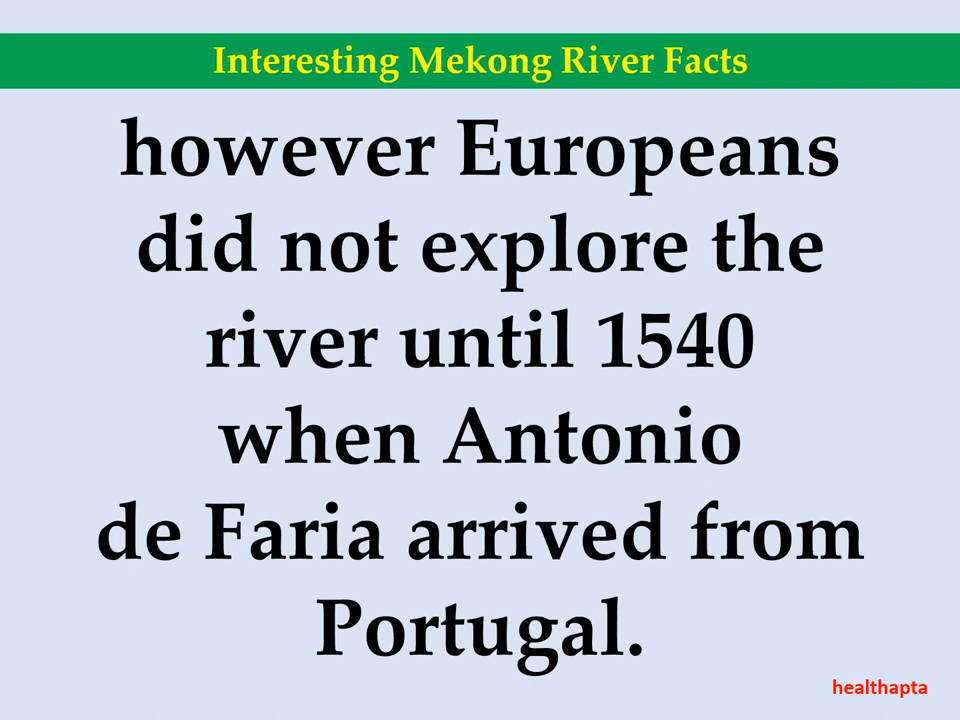 Interesting Mekong River Facts
however Europeans
did not explore the
river until 1540
when Antonio
de Faria arrived from
Portugal.
healthapta